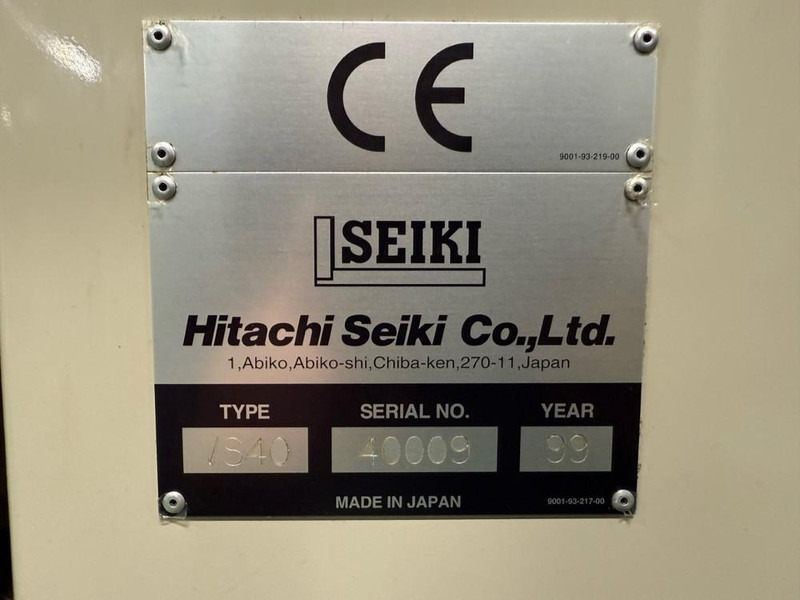 CE
9001-93-219-00
SEIKI
Hitachi Seiki Co.,Ltd.
1,Abiko,Abiko-shi,Chiba-ken,270-11,Japan
TYPE SERIAL NO. YEAR
VS40 40009 99
MADE IN JAPAN 9001-93-217-00